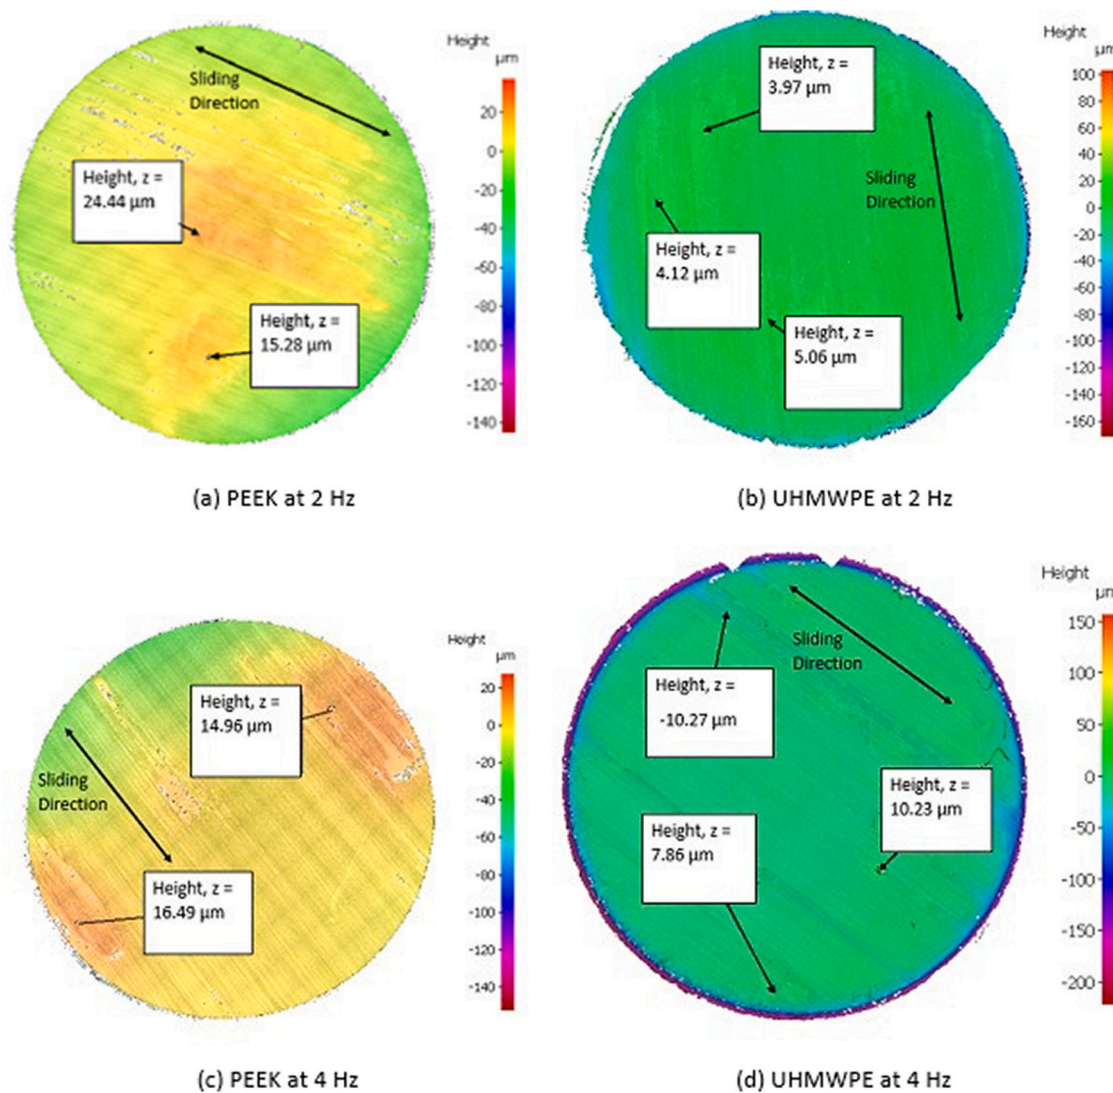 Height
µm
20
0
-20
-40
-60
-80
-100
-120
-140
Sliding
Direction
Height, z =
24.44 µm
Height, z =
15.28 µm
(a) PEEK at 2 Hz
Height
µm
100
80
60
40
20
0
-20
-40
-60
-80
-100
-120
-140
-160
Height, z =
3.97 µm
Sliding
Direction
Height, z =
4.12 µm
Height, z =
5.06 µm
(b) UHMWPE at 2 Hz
Height
µm
20
0
-20
-40
-60
-80
-100
-120
-140
Height, z =
14.96 µm
Sliding
Direction
Height, z =
16.49 µm
(c) PEEK at 4 Hz
Height
µm
150
100
50
0
-50
-100
-150
-200
Sliding
Direction
Height, z =
-10.27 µm
Height, z =
10.23 µm
Height, z =
7.86 µm
(d) UHMWPE at 4 Hz